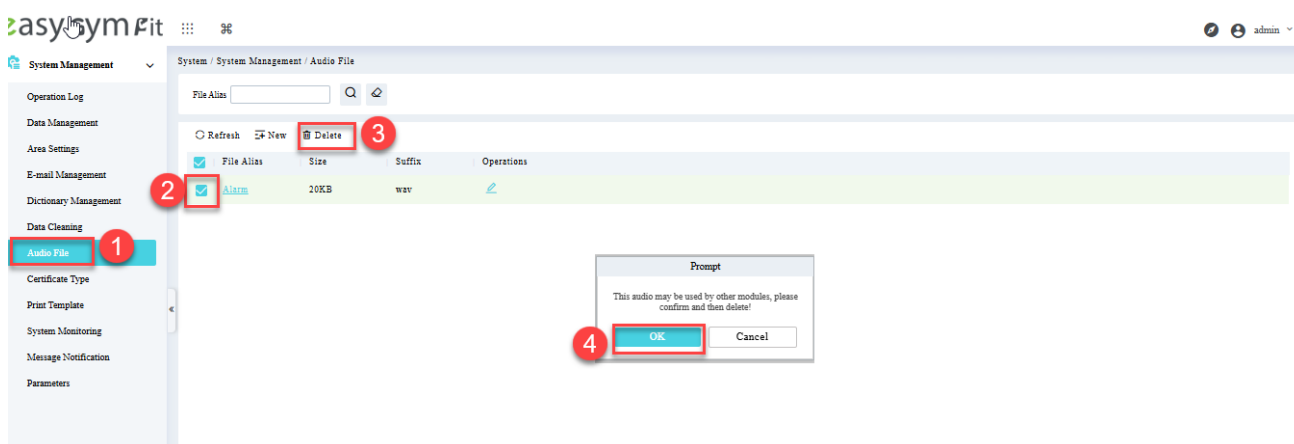 easy gym Fit
admin
System Management
System / System Management / Audio File
Operation Log
Data Management
Area Settings
E-mail Management
Dictionary Management
Data Cleaning
Audio File
1
Certificate Type
Print Template
System Monitoring
Message Notification
Parameters
File Alias
Refresh New Delete
3
File Alias Size Suffix Operations
2
Alarm 20KB wav
Prompt
This audio may be used by other modules, please
confirm and then delete!
4
OK Cancel